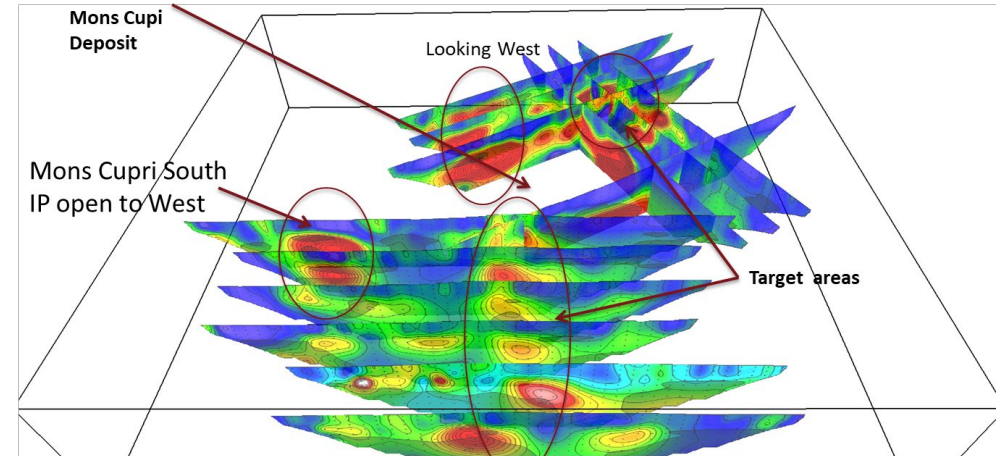 Mons Cupi
Deposit
Looking West
Mons Cupri South
IP open to West
Target areas